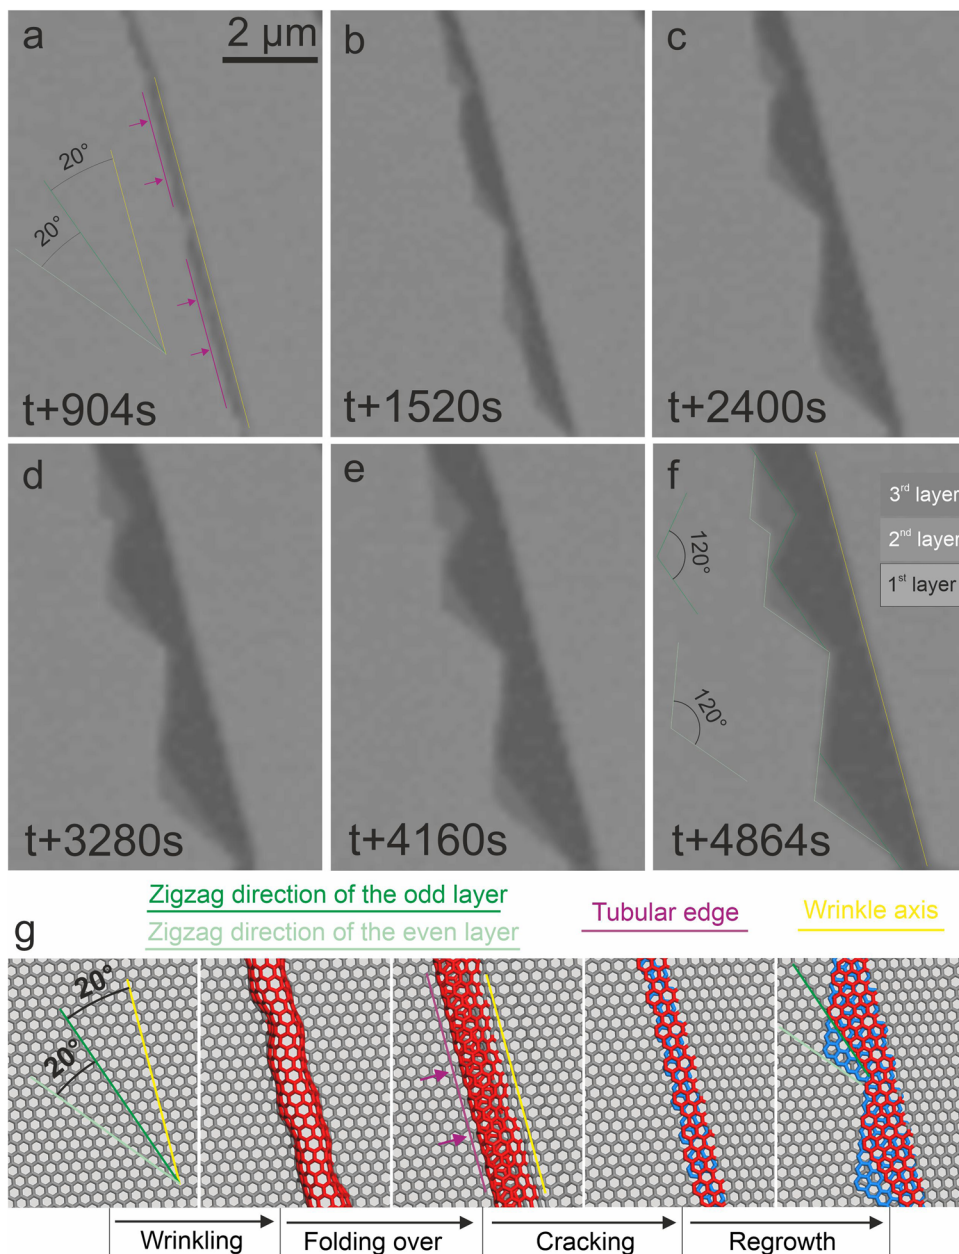 a
2 μm
20°
20°
t+904s
b
t+1520s
c
t+2400s
d
t+3280s
e
t+4160s
f
120°
120°
3rd layer
2nd layer
1st layer
t+4864s
Zigzag direction of the odd layer
Zigzag direction of the even layer
Tubular edge
Wrinkle axis
g
20°
20°
Wrinkling
Folding over
Cracking
Regrowth